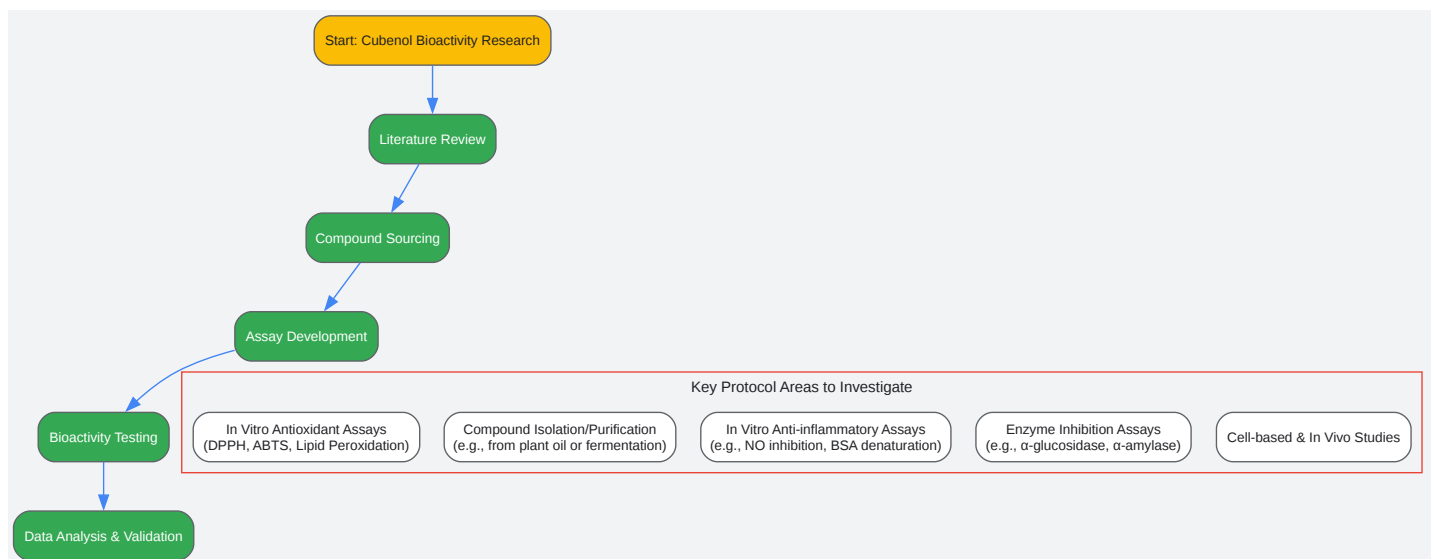 Start: Cubenol Bioactivity Research
Literature Review
Compound Sourcing
Assay Development
Key Protocol Areas to Investigate
Bioactivity Testing
In Vitro Antioxidant Assays
(DPPH, ABTS, Lipid Peroxidation)
Compound Isolation/Purification
(e.g., from plant oil or fermentation)
In Vitro Anti-inflammatory Assays
(e.g., NO inhibition, BSA denaturation)
Enzyme Inhibition Assays
(e.g., α-glucosidase, α-amylase)
Cell-based & In Vivo Studies
Data Analysis & Validation